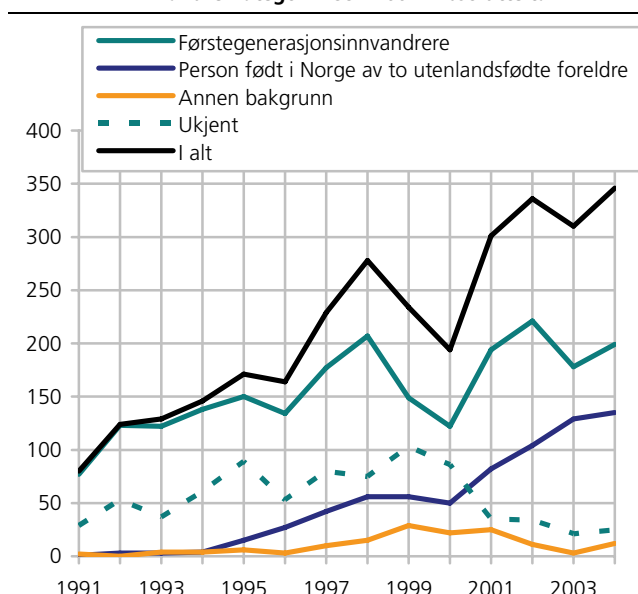 Førstegenerasjonsinnvandrere
Person født i Norge av to utenlandsfødte foreldre
Annen bakgrunn
Ukjent
I alt
400
350
300
250
200
150
100
50
0
1991 1993 1995 1997 1999 2001 2003